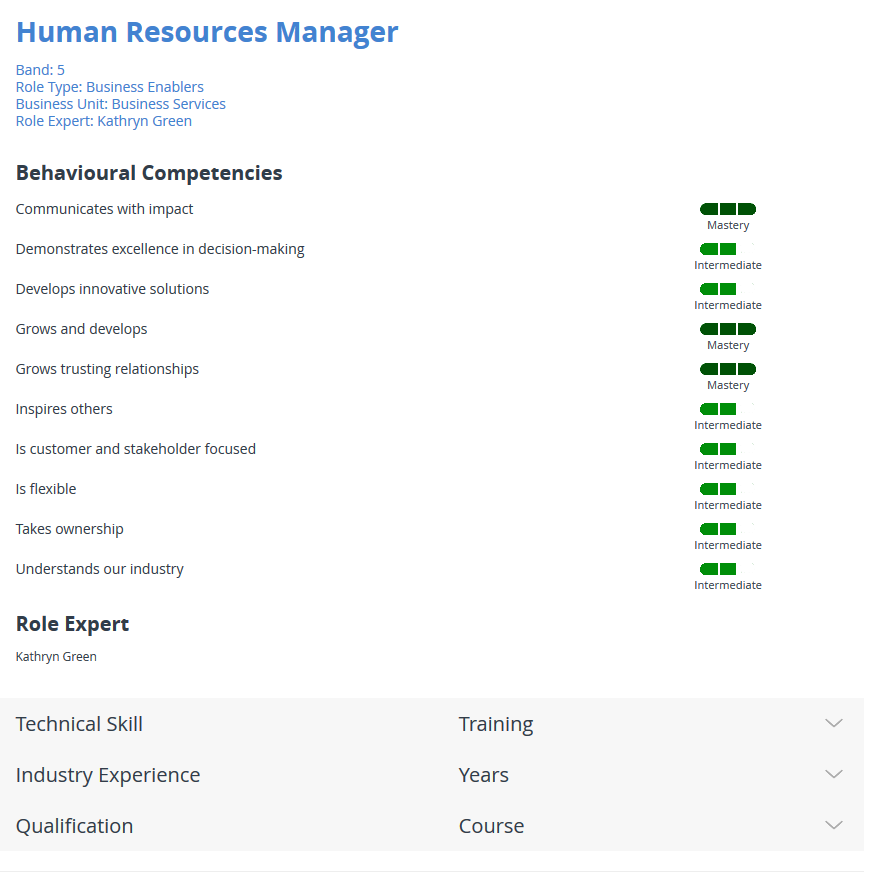 Human Resources Manager
Band: 5
Role Type: Business Enablers
Business Unit: Business Services
Role Expert: Kathryn Green
Behavioural Competencies
Communicates with impact
Mastery
Demonstrates excellence in decision-making
Intermediate
Develops innovative solutions
Intermediate
Grows and develops
Mastery
Grows trusting relationships
Mastery
Inspires others
Intermediate
Is customer and stakeholder focused
Intermediate
Is flexible
Intermediate
Takes ownership
Intermediate
Understands our industry
Intermediate
Role Expert
Kathryn Green
Technical Skill Training
Industry Experience Years
Qualification Course